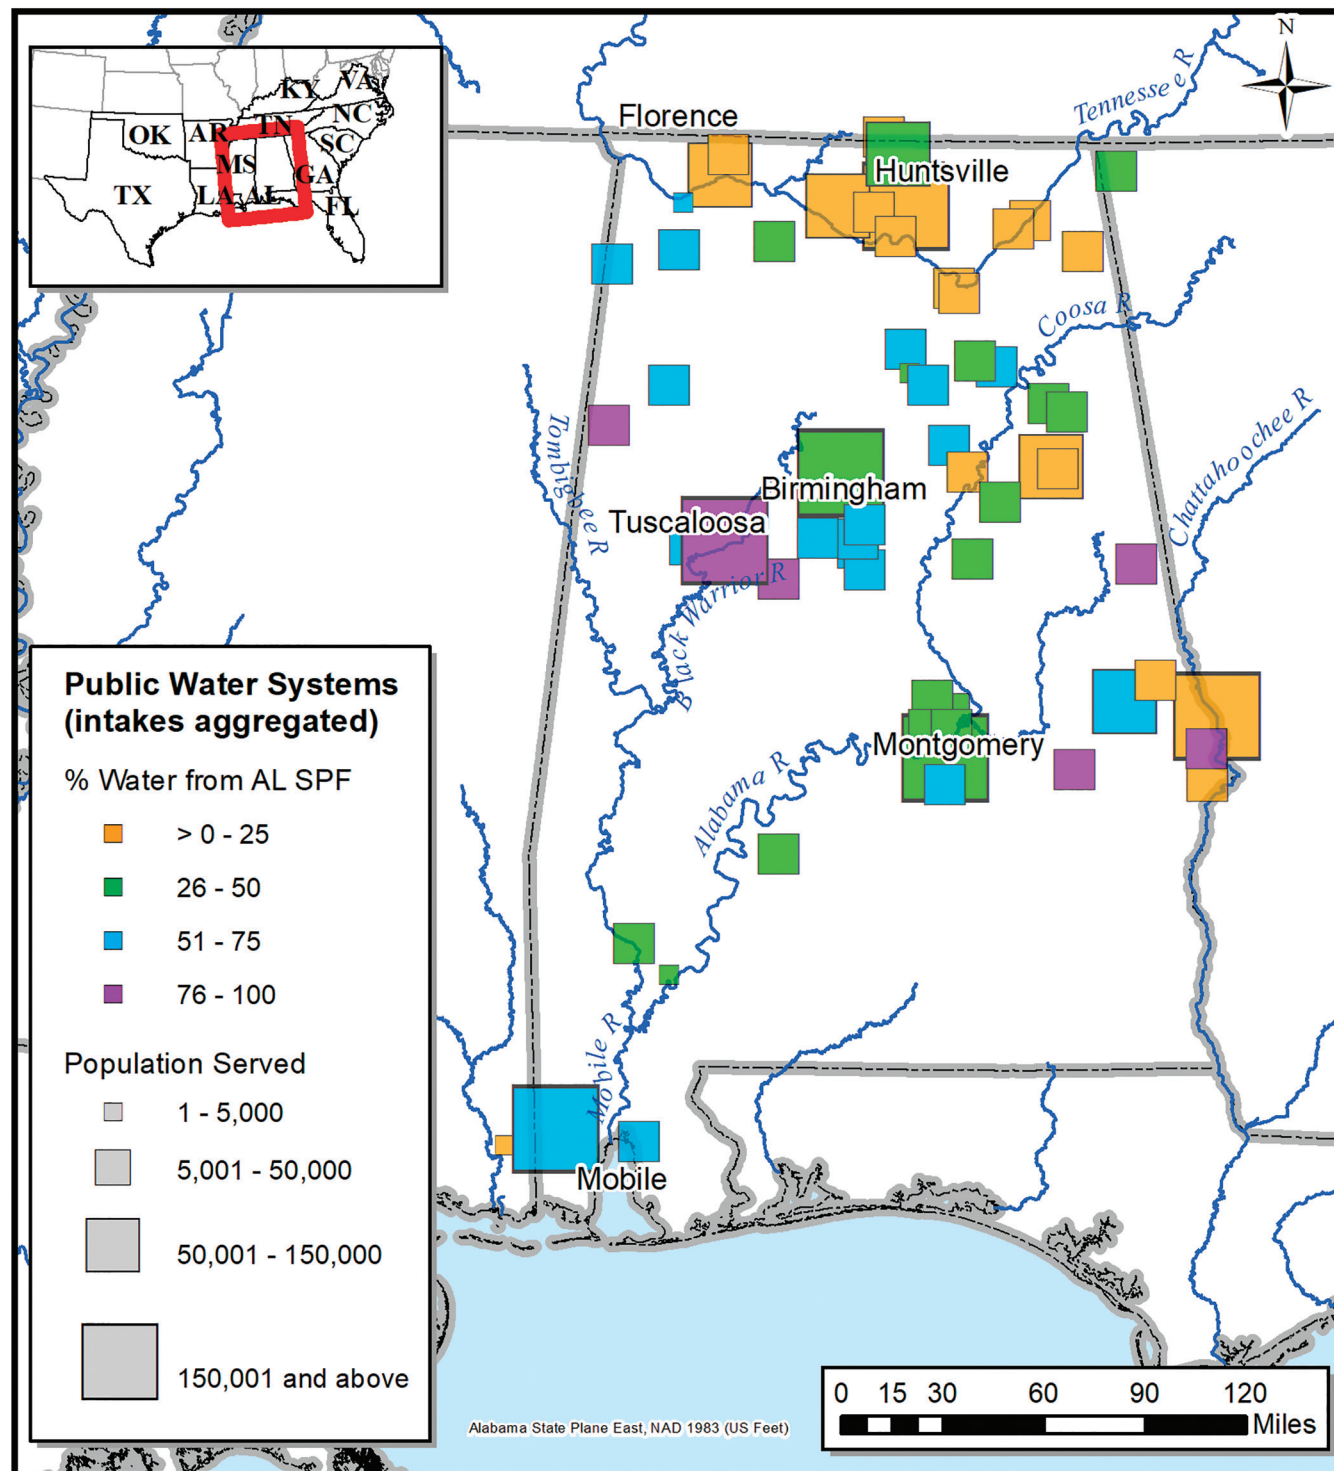 N
KY
VA
NC
TN
OK
AR
SC
MS
GA
TX
LA
AL
FL
Florence
Tennessee R
Huntsville
Coosa R
Chattahoochee R
Tombigbee R
Birmingham
Tuscaloosa
Black Warrior R
Montgomery
Alabama R
Mobile R
Mobile
Public Water Systems
(intakes aggregated)
% Water from AL SPF
> 0 - 25
26 - 50
51 - 75
76 - 100
Population Served
1 - 5,000
5,001 - 50,000
50,001 - 150,000
150,001 and above
Alabama State Plane East, NAD 1983 (US Feet)
0 15 30 60 90 120
Miles